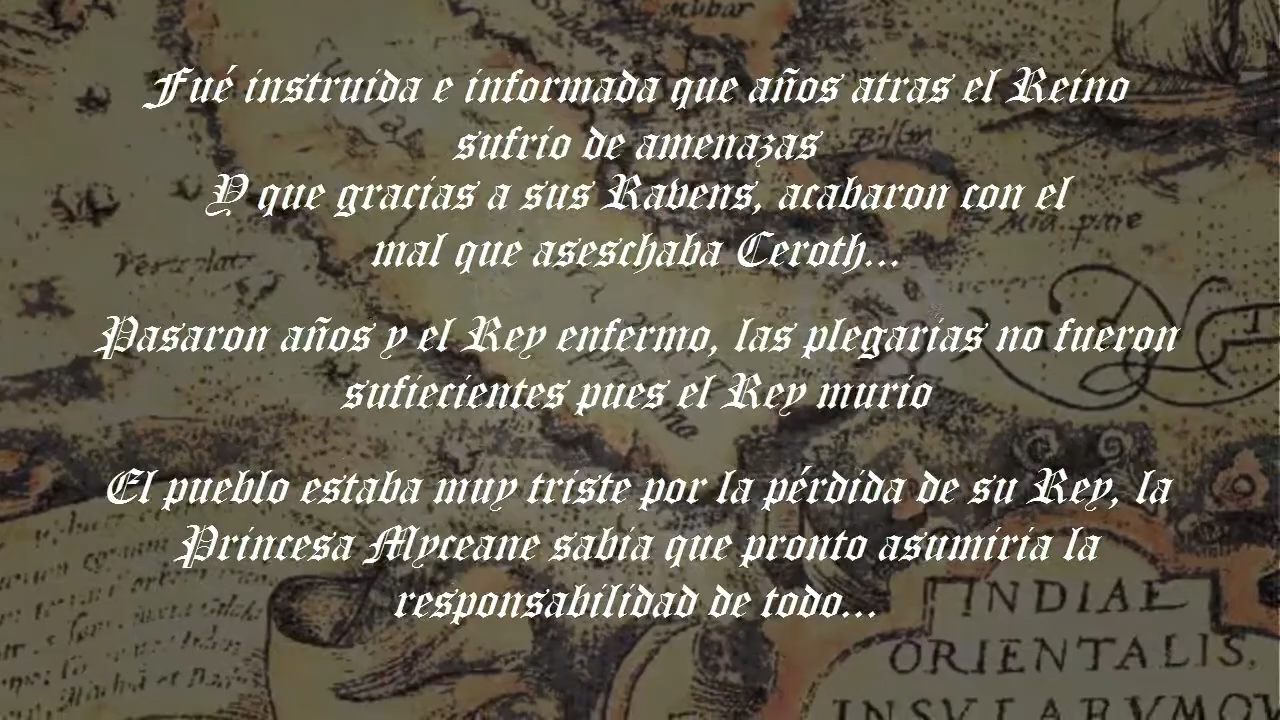 Fué instruida e informada que años atras el Reino
sufrio de amenazas
Y que gracias a sus Ravens, acabaron con el
mal que aseschaba Ceroth...
Pasaron años y el Rey enfermo, las plegarias no fueron
sufiecientes pues el Rey murio
El pueblo estaba muy triste por la pérdida de su Rey, la
Princesa Myceane sabia que pronto asumiria la
responsabilidad de todo...
INDIAE
ORIENTALIS,